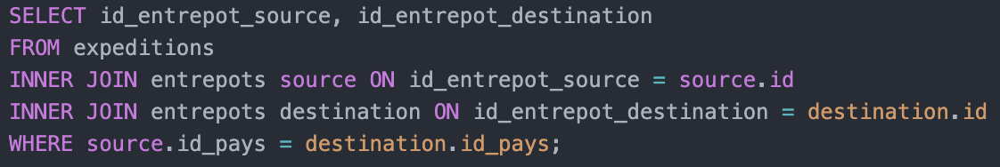 SELECT id_entrepot_source, id_entrepot_destination
FROM expeditions
INNER JOIN entrepots source ON id_entrepot_source = source.id
INNER JOIN entrepots destination ON id_entrepot_destination = destination.id
WHERE source.id_pays = destination.id_pays;